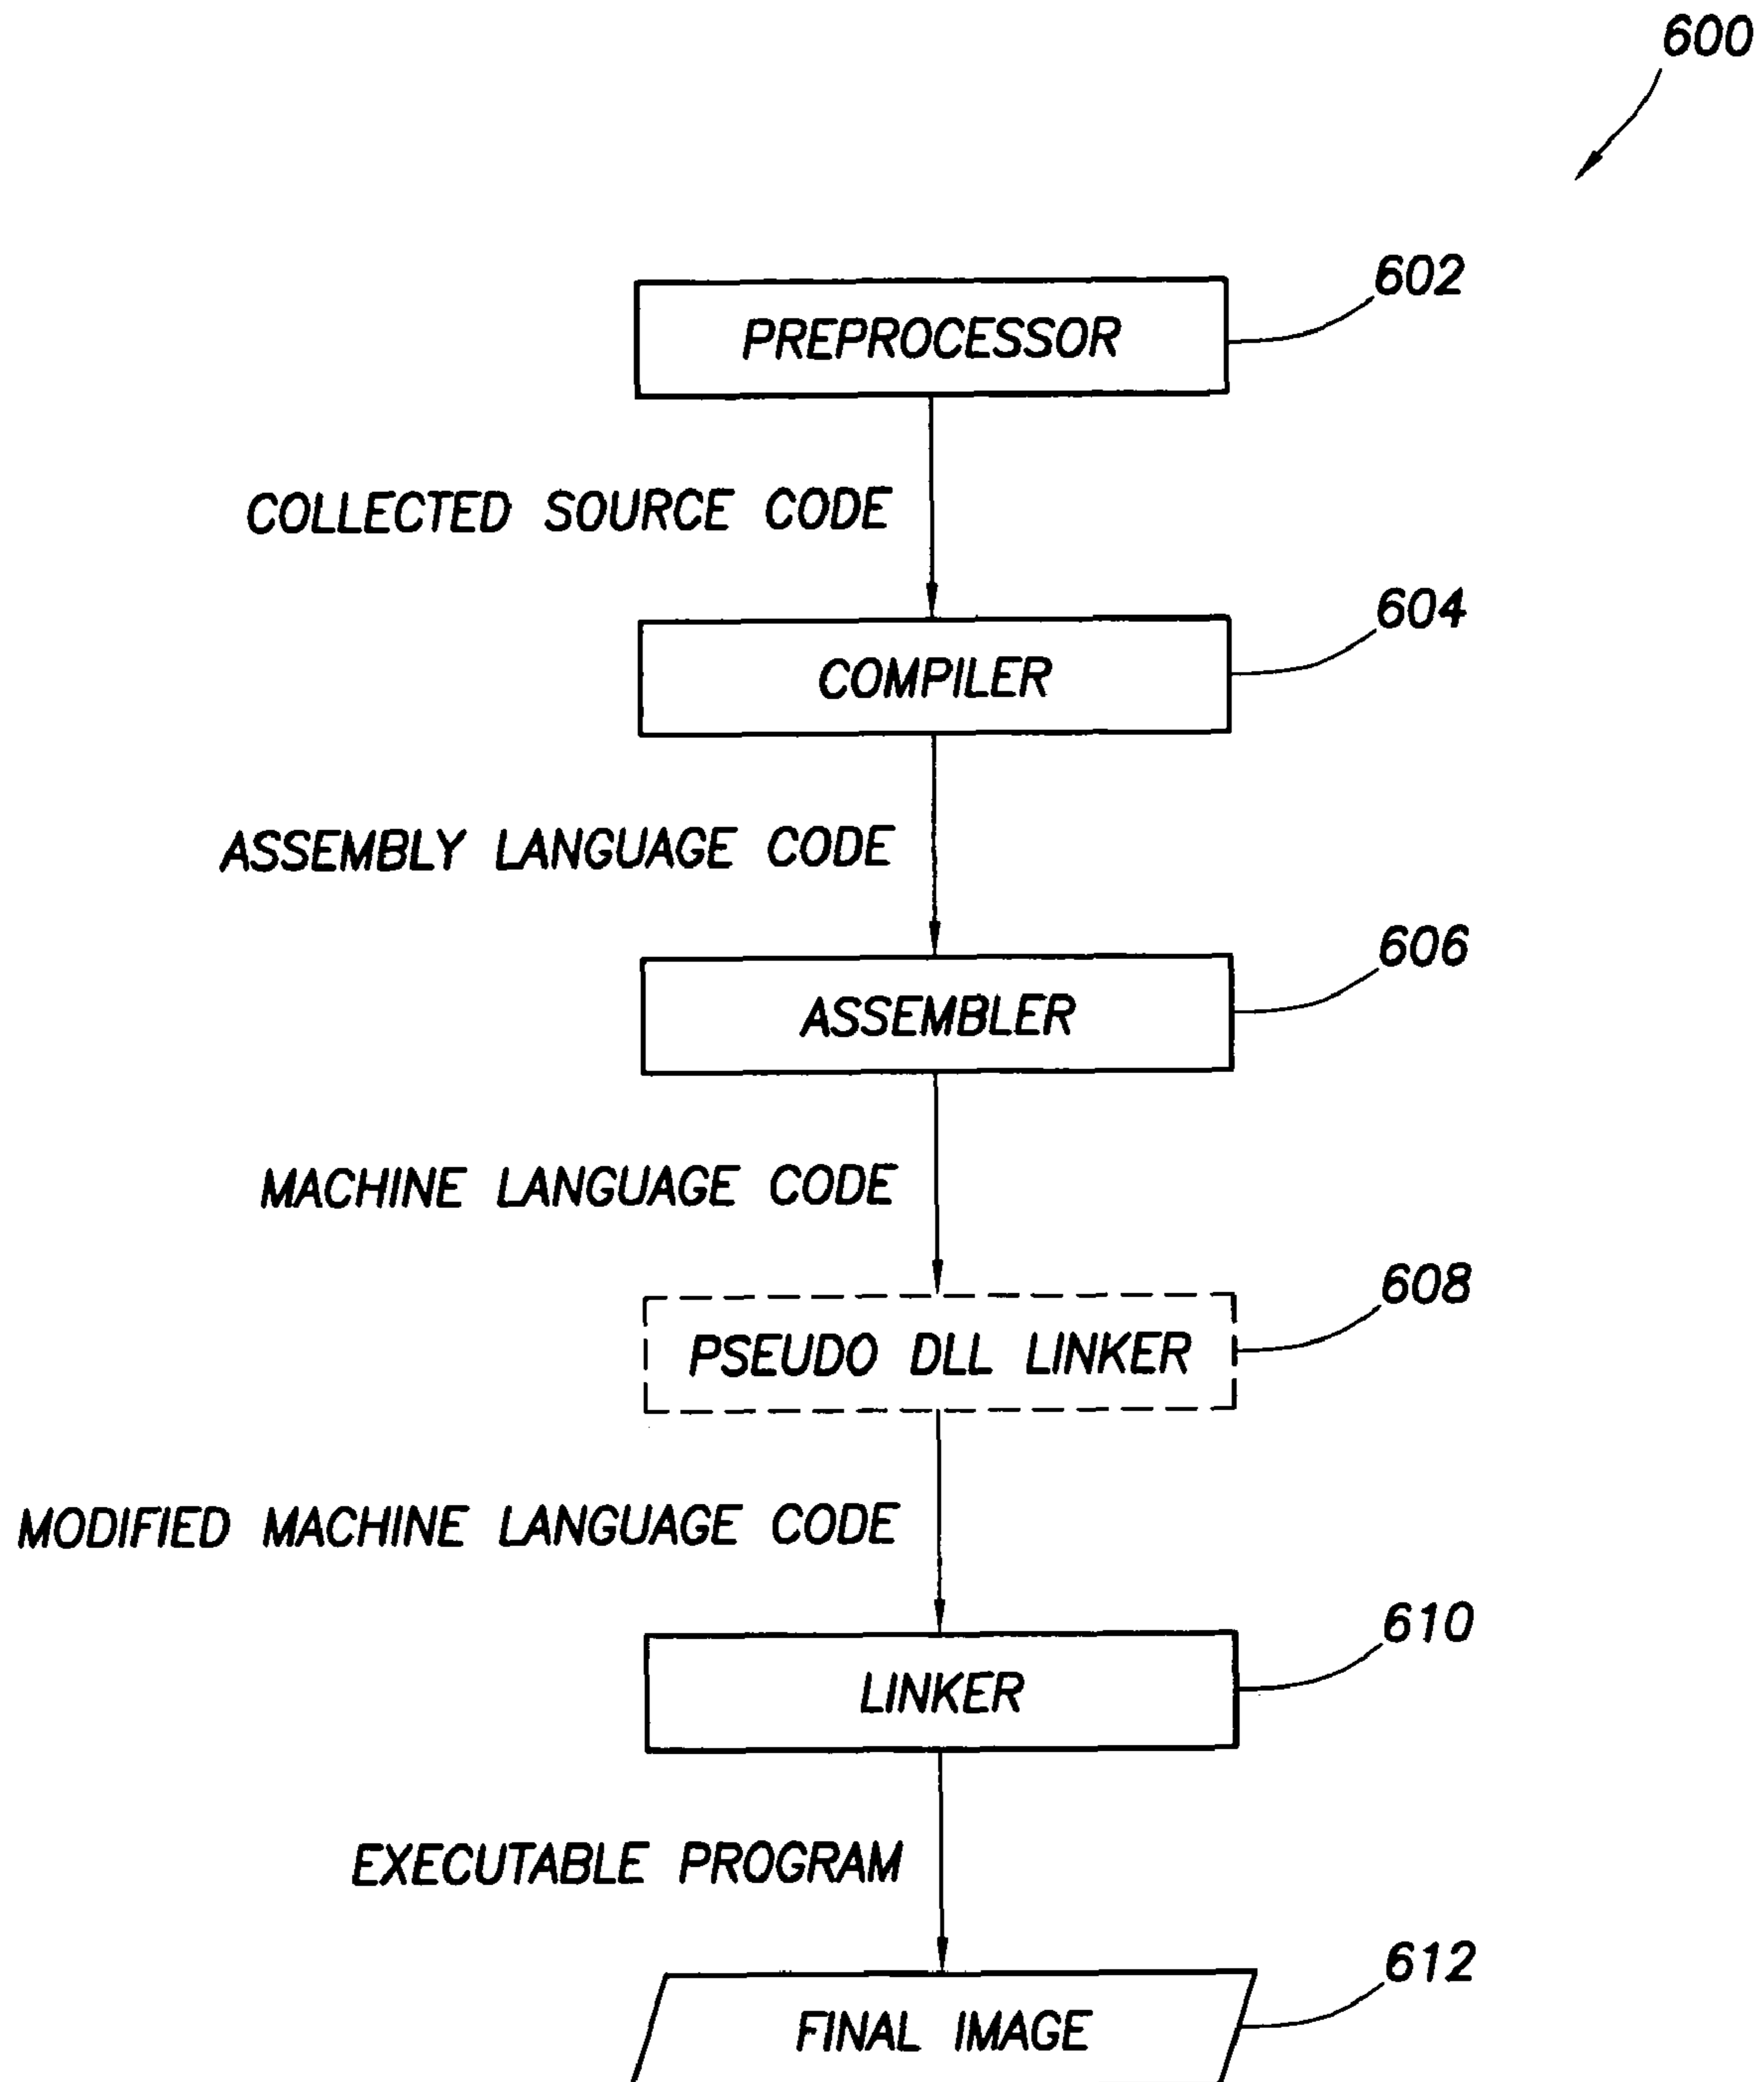 600
PREPROCESSOR
602
COLLECTED SOURCE CODE
COMPILER
604
ASSEMBLY LANGUAGE CODE
ASSEMBLER
606
MACHINE LANGUAGE CODE
PSEUDO DLL LINKER
608
MODIFIED MACHINE LANGUAGE CODE
LINKER
610
EXECUTABLE PROGRAM
FINAL IMAGE
612